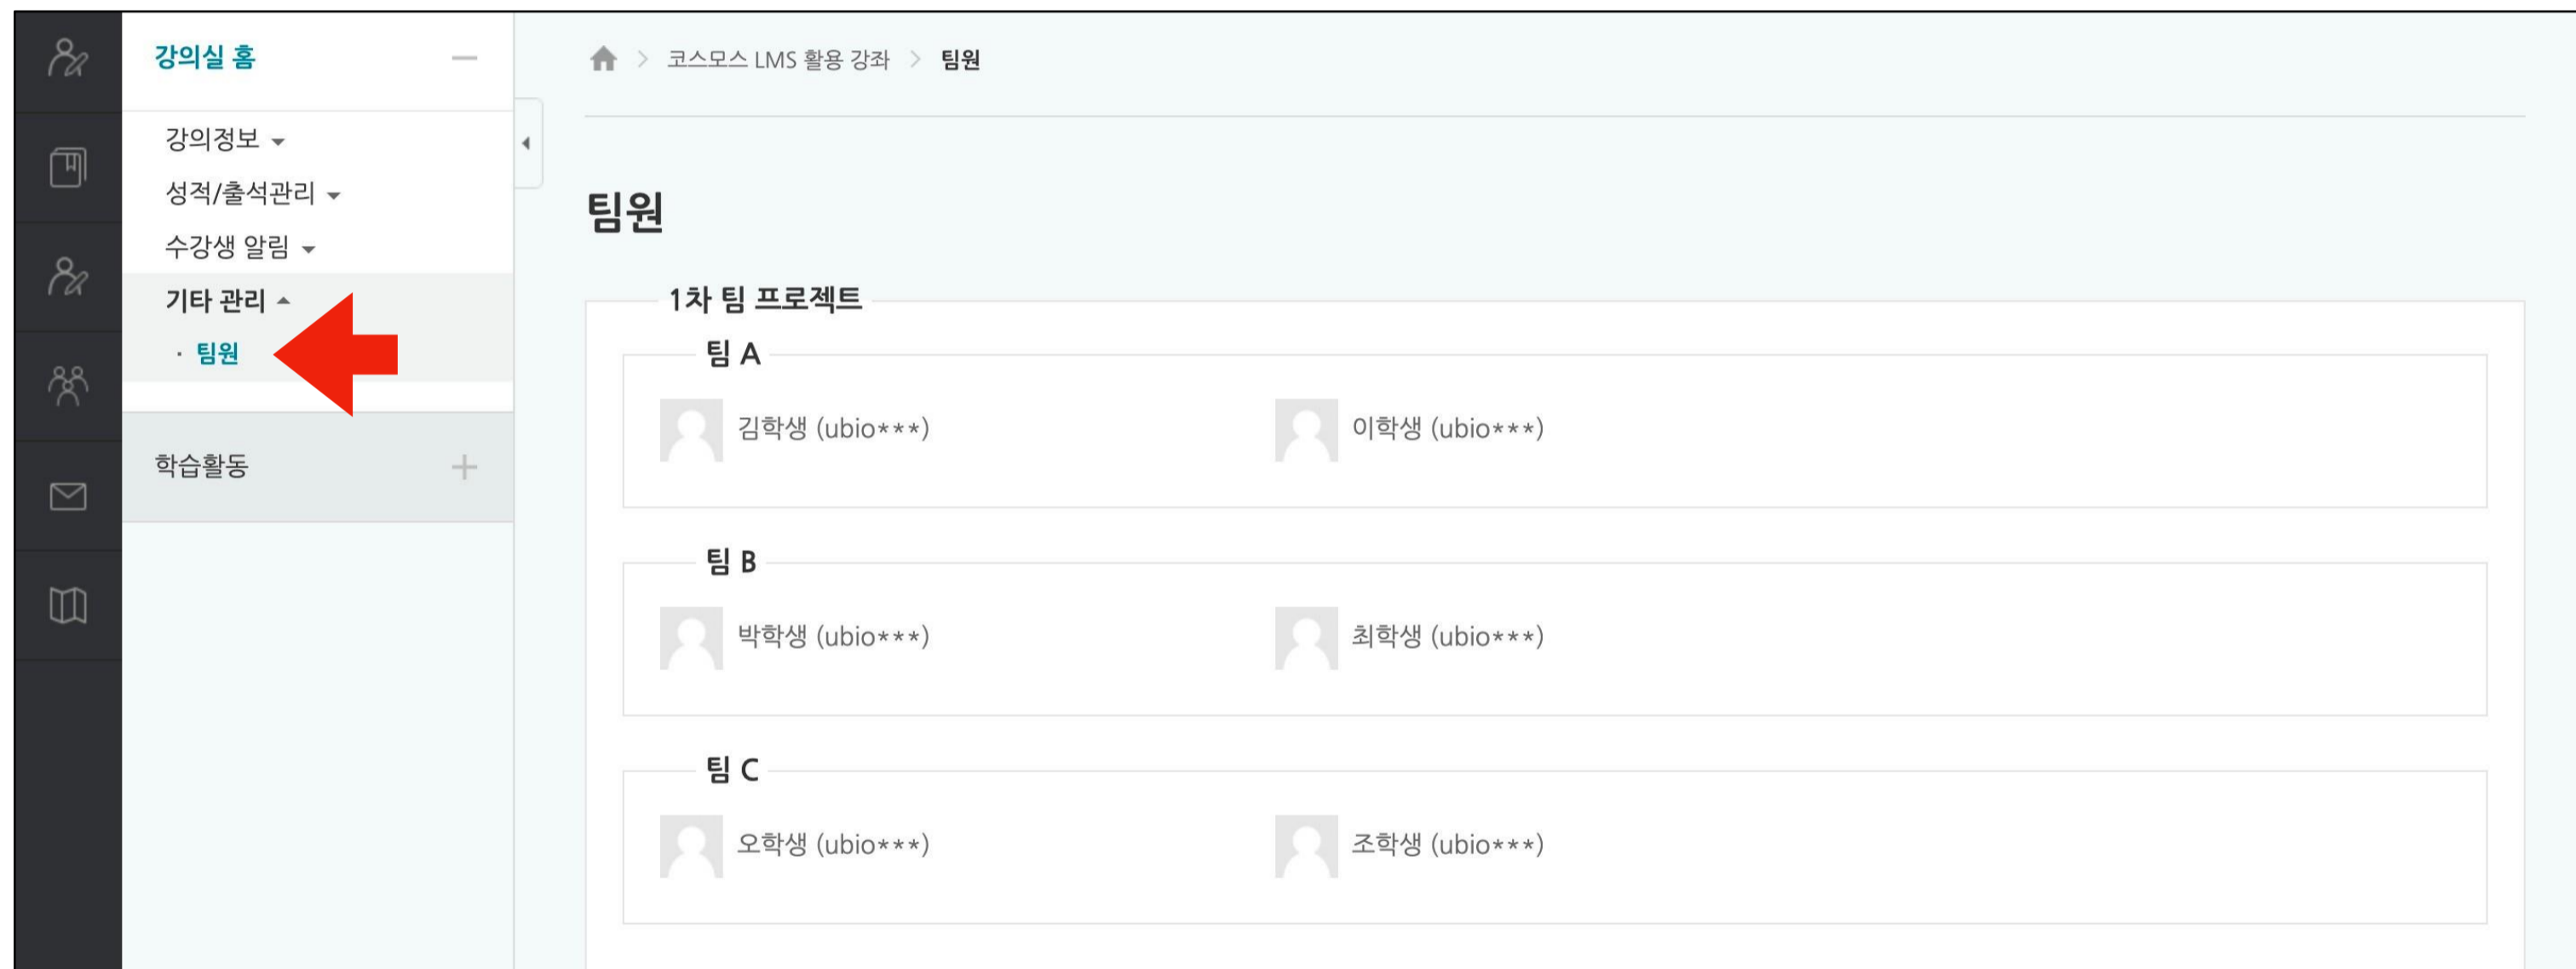 강의실 홈
강의정보
성적/출석관리
수강생 알림
기타 관리
· 팀원
학습활동
코스모스 LMS 활용 강좌 > 팀원
팀원
1차 팀 프로젝트
팀 A
김학생 (ubio***) 이학생 (ubio***)
팀 B
박학생 (ubio***) 최학생 (ubio***)
팀 C
오학생 (ubio***) 조학생 (ubio***)